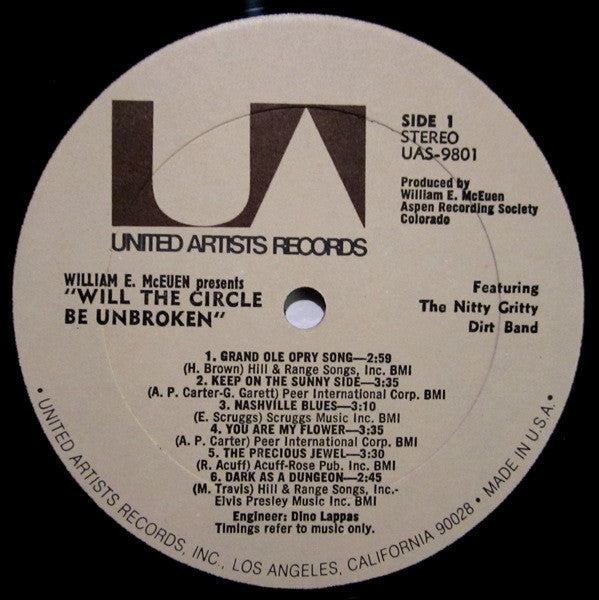 UA
UNITED ARTISTS RECORDS
SIDE 1
STEREO
UAS-9801
Produced by
William E. McEuen
Aspen Recording Society
Colorado
WILLIAM E. McEUEN presents
"WILL THE CIRCLE
BE UNBROKEN"
Featuring
The Nitty Gritty
Dirt Band
1. GRAND OLE OPRY SONG—2:59
(H. Brown) Hill & Range Songs, Inc. BMI
2. KEEP ON THE SUNNY SIDE—3:35
(A. P. Carter-G. Garett) Peer International Corp. BMI
3. NASHVILLE BLUES—3:10
(E. Scruggs) Scruggs Music Inc. BMI
4. YOU ARE MY FLOWER—3:35
(A. P. Carter) Peer International Corp. BMI
5. THE PRECIOUS JEWEL—3:30
(R. Acuff) Acuff-Rose Pub. Inc. BMI
6. DARK AS A DUNGEON—2:45
(M. Travis) Hill & Range Songs, Inc.-
Elvis Presley Music Inc. BMI
Engineer: Dino Lappas
Timings refer to music only.
• UNITED ARTISTS RECORDS, INC., LOS ANGELES, CALIFORNIA 90028 • MADE IN U.S.A. •